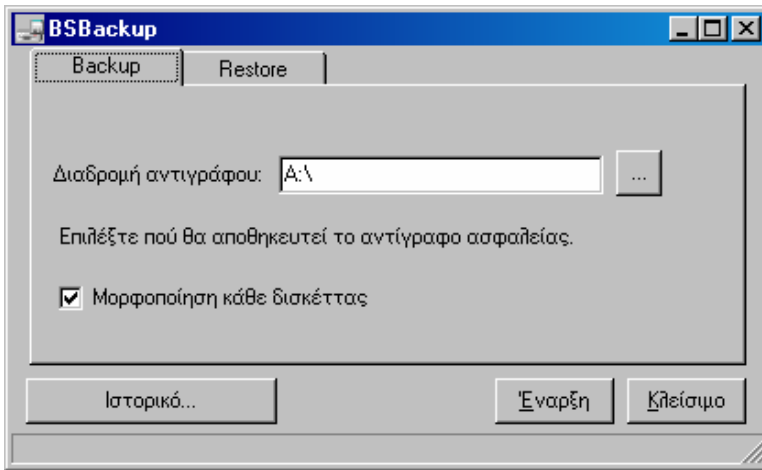 BSBackup
Backup Restore
Διαδρομή αντιγράφου: A:\ ...
Επιλέξτε πού θα αποθηκευτεί το αντίγραφο ασφαλείας.
Μορφοποίηση κάθε δισκέττας
Ιστορικό... Έναρξη Κλείσιμο